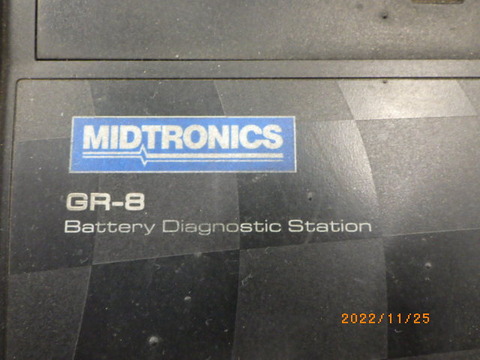 MIDTRONICS
GR-8
Battery Diagnostic Station
2022/11/25